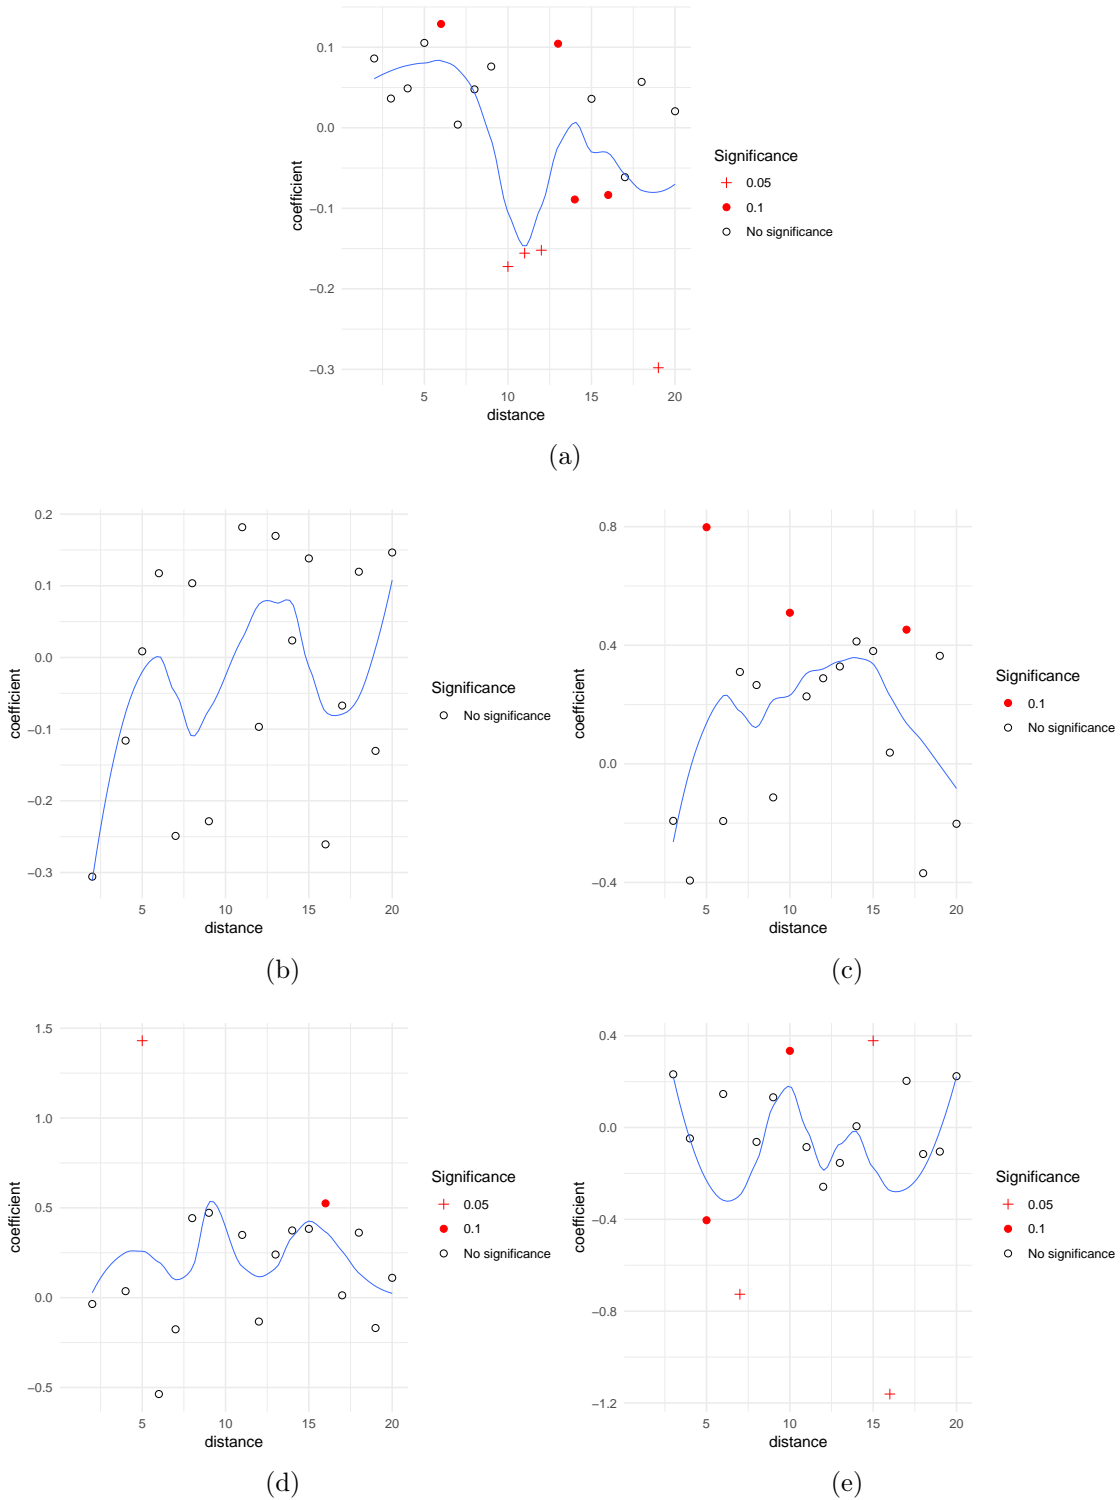 0.1
0.0
−0.1
−0.2
−0.3
coefficient
5 10 15 20
distance
Significance
0.05
0.1
No significance
(a)
0.2
0.1
0.0
−0.1
−0.2
−0.3
coefficient
5 10 15 20
distance
Significance
No significance
(b)
0.8
0.4
0.0
−0.4
coefficient
5 10 15 20
distance
Significance
0.1
No significance
(c)
1.5
1.0
0.5
0.0
−0.5
coefficient
5 10 15 20
distance
Significance
0.05
0.1
No significance
(d)
0.4
0.0
−0.4
−0.8
−1.2
coefficient
5 10 15 20
distance
Significance
0.05
0.1
No significance
(e)